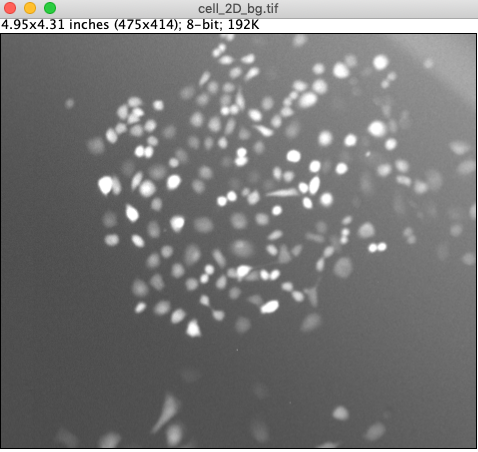 cell_2D_bg.tif
4.95x4.31 inches (475x414); 8-bit; 192K